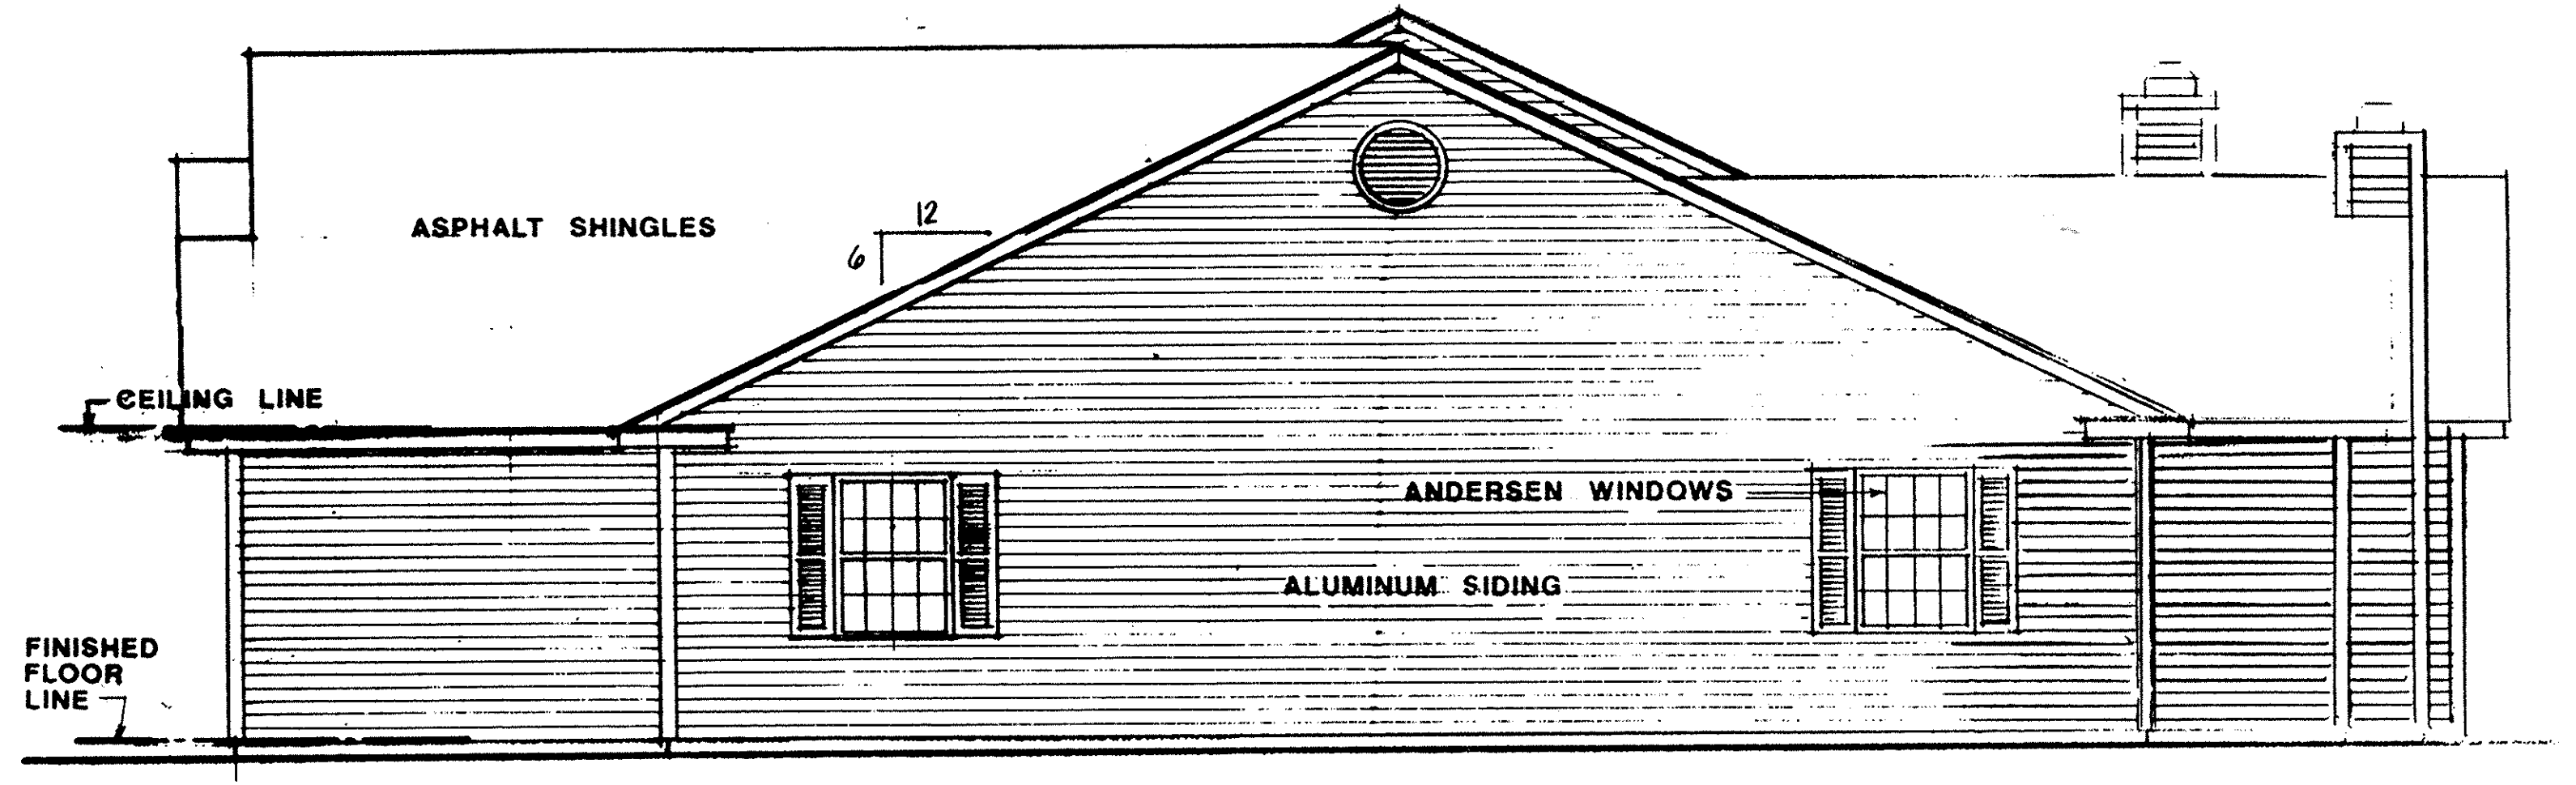 12
6
ASPHALT SHINGLES
CEILING LINE
ANDERSEN WINDOWS
ALUMINUM SIDING
FINISHED
FLOOR
LINE